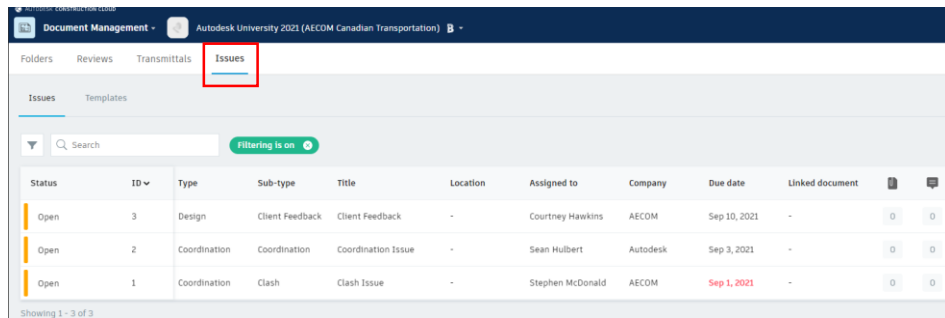 AUTODESK CONSTRUCTION CLOUD
Document Management Autodesk University 2021 (AECOM Canadian Transportation) B
Folders Reviews Transmittals Issues
Issues Templates
Search Filtering is on
Status ID Type Sub-type Title Location Assigned to Company Due date Linked document
Open 3 Design Client Feedback Client Feedback - Courtney Hawkins AECOM Sep 10, 2021 - 0 0
Open 2 Coordination Coordination Coordination Issue - Sean Hulbert Autodesk Sep 3, 2021 - 0 0
Open 1 Coordination Clash Clash Issue - Stephen McDonald AECOM Sep 1, 2021 - 0 0
Showing 1 - 3 of 3